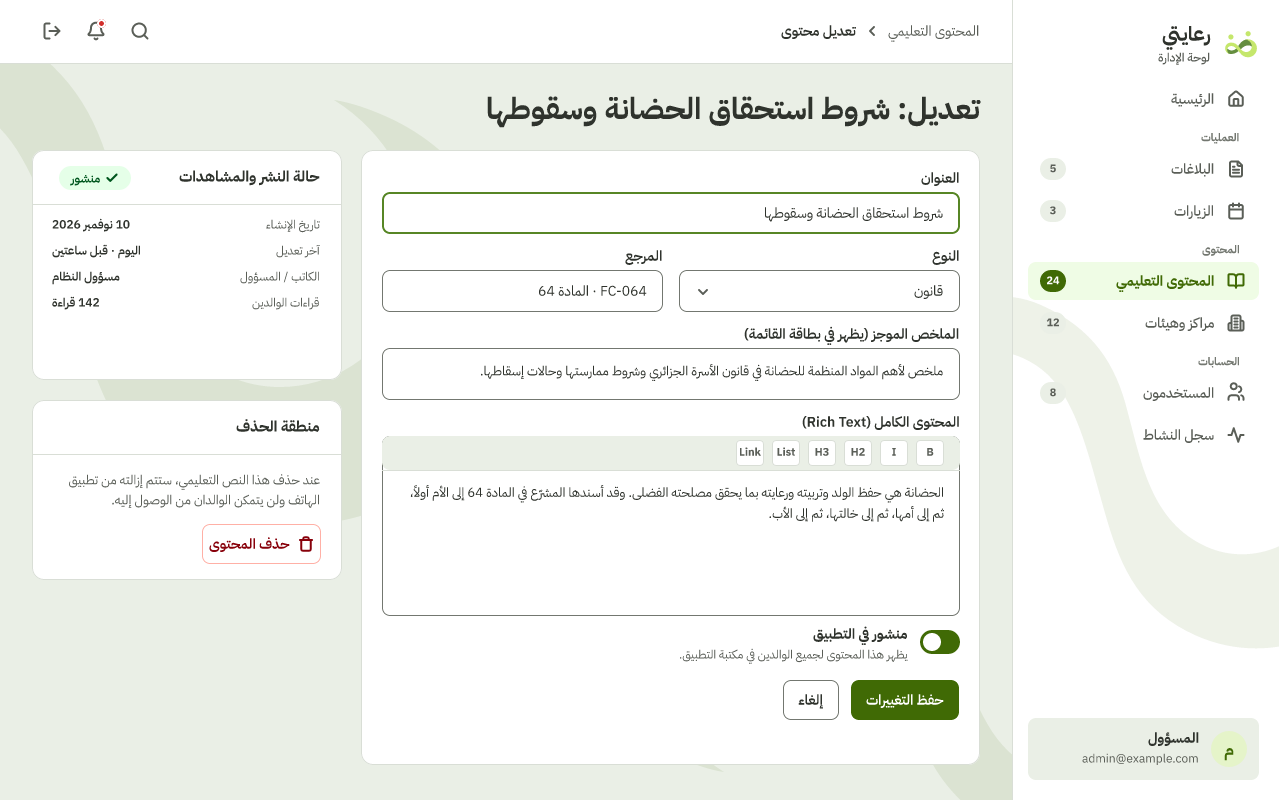 رعايتي
لوحة الإدارة
الرئيسية
العمليات
البلاغات 5
الزيارات 3
المحتوى
المحتوى التعليمي 24
مراكز وهيئات 12
الحسابات
المستخدمون 8
سجل النشاط
م
المسؤول
admin@example.com
المحتوى التعليمي
تعديل محتوى
تعديل: شروط استحقاق الحضانة وسقوطها
العنوان
شروط استحقاق الحضانة وسقوطها
النوع
قانون
المرجع
FC-064 · المادة 64
الملخص الموجز (يظهر في بطاقة القائمة)
ملخص لأهم المواد المنظمة للحضانة في قانون الأسرة الجزائري وشروط ممارستها وحالات إسقاطها.
المحتوى الكامل (Rich Text)
B I H2 H3 List Link
الحضانة هي حفظ الولد وتربيته ورعايته بما يحقق مصلحته الفضلى. وقد أسندها المشرّع في المادة 64 إلى الأم أولاً،
ثم إلى أمها، ثم إلى خالتها، ثم إلى الأب.
منشور في التطبيق
يظهر هذا المحتوى لجميع الوالدين في مكتبة التطبيق.
حفظ التغييرات
إلغاء
حالة النشر والمشاهدات
منشور
تاريخ الإنشاء 10 نوفمبر 2026
آخر تعديل اليوم · قبل ساعتين
الكاتب / المسؤول مسؤول النظام
قراءات الوالدين 142 قراءة
منطقة الحذف
عند حذف هذا النص التعليمي، ستتم إزالته من تطبيق
الهاتف ولن يتمكن الوالدان من الوصول إليه.
حذف المحتوى